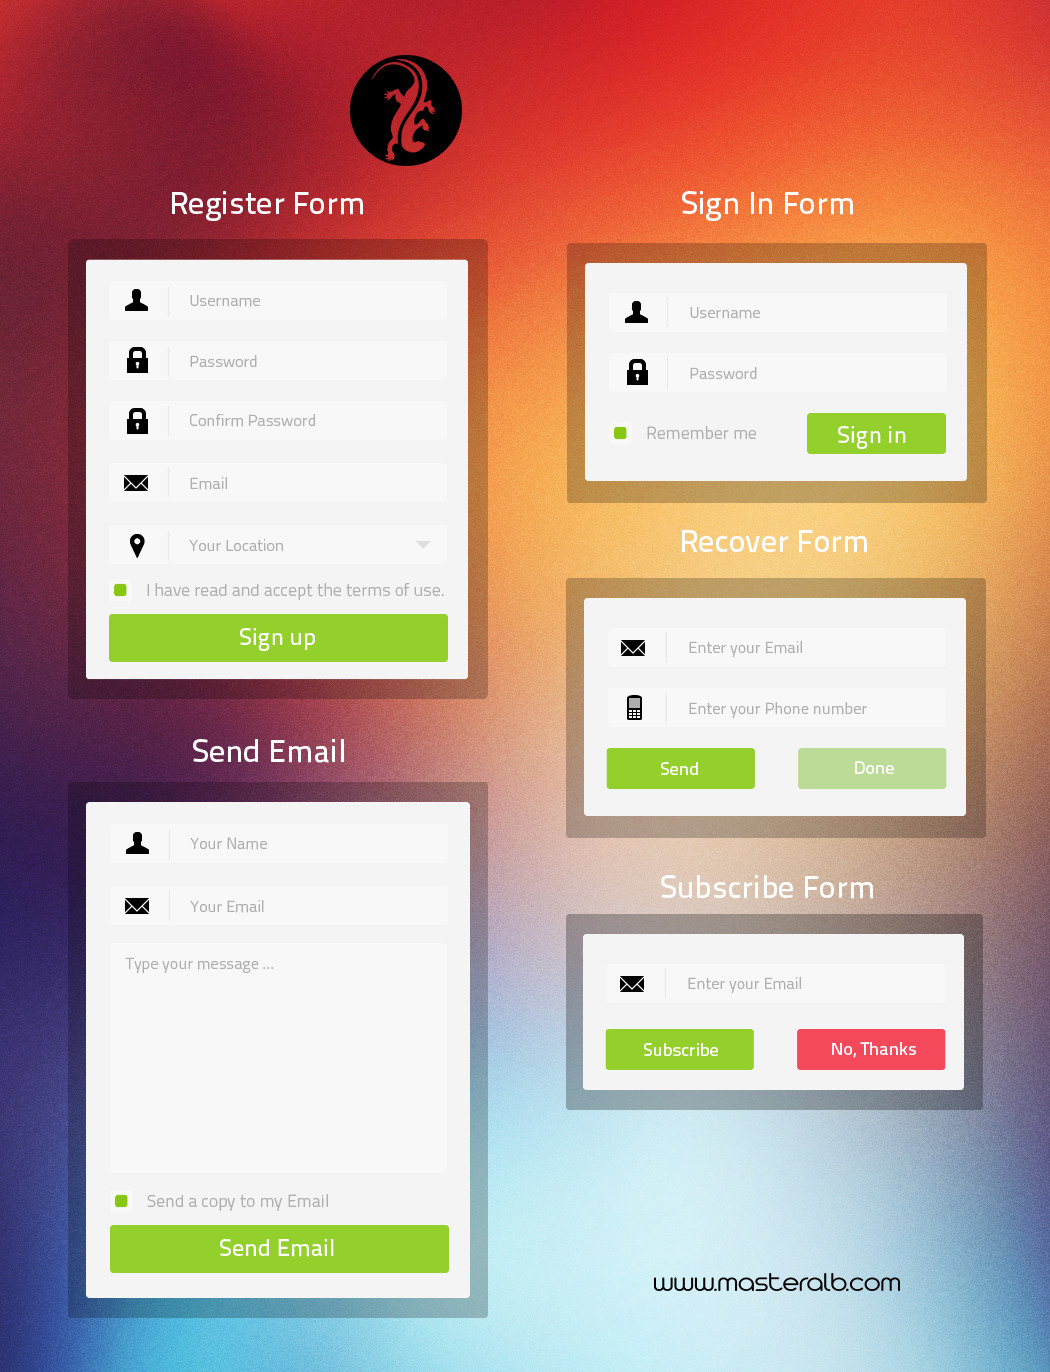 Register Form
Username
Password
Confirm Password
Email
Your Location
I have read and accept the terms of use.
Sign up
Send Email
Your Name
Your Email
Type your message ...
Send a copy to my Email
Send Email
Sign In Form
Username
Password
Remember me
Sign in
Recover Form
Enter your Email
Enter your Phone number
Send
Done
Subscribe Form
Enter your Email
Subscribe
No, Thanks
www.masteralb.com